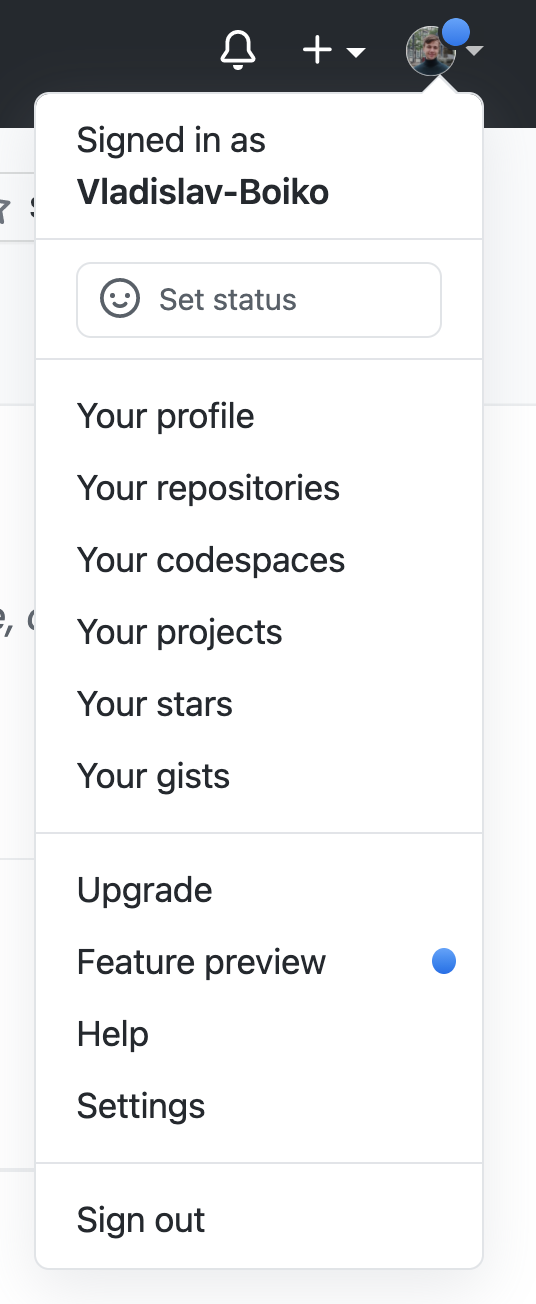 Signed in as
Vladislav-Boiko
Set status
Your profile
Your repositories
Your codespaces
Your projects
Your stars
Your gists
Upgrade
Feature preview
Help
Settings
Sign out